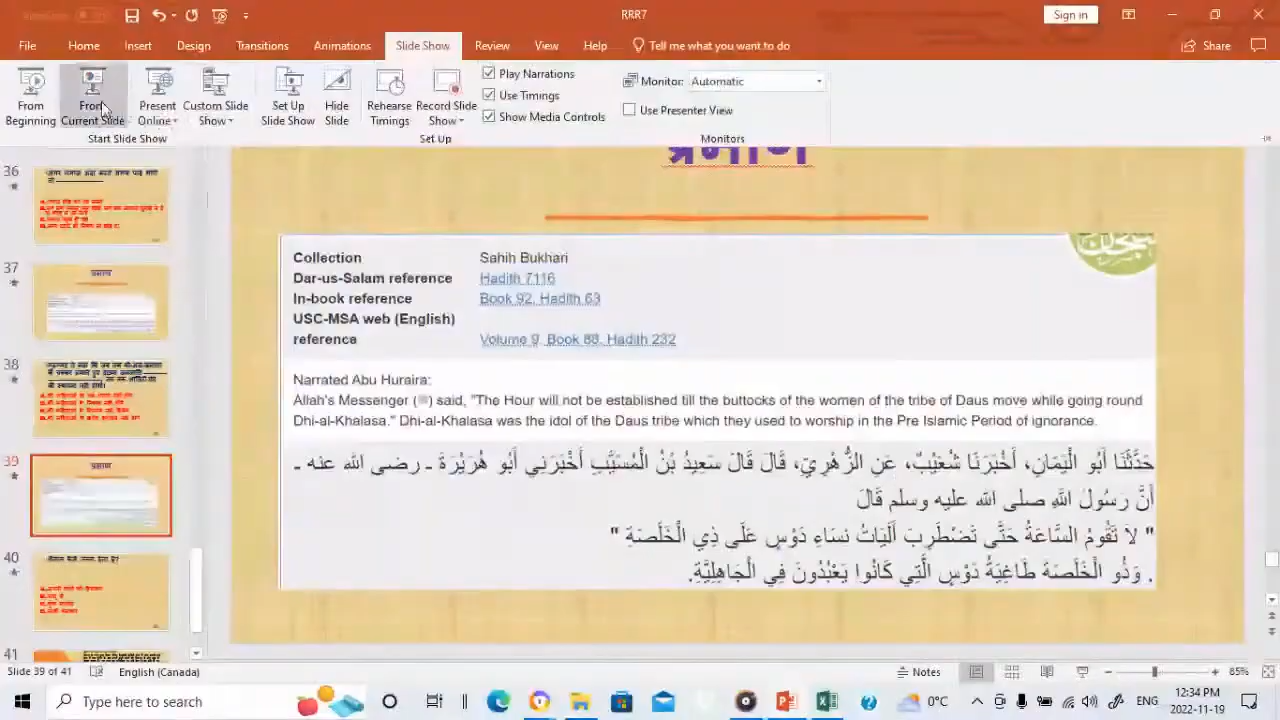 RRR7
Sign in
File Home Insert Design Transitions Animations Slide Show Review View Help Tell me what you want to do Share
From Beginning
From Current Slide
Present Online
Custom Slide Show
Set Up Slide Show
Hide Slide
Rehearse Timings
Record Slide Show
Play Narrations
Use Timings
Show Media Controls
Monitor: Automatic
Use Presenter View
Start Slide Show
Set Up
Monitors
37
38
39
40
41
प्रमाण
Collection Sahih Bukhari
Dar-us-Salam reference Hadith 7116
In-book reference Book 92, Hadith 63
USC-MSA web (English)
reference Volume 9, Book 88, Hadith 232
Narrated Abu Huraira:
Allah's Messenger (ﷺ) said, "The Hour will not be established till the buttocks of the women of the tribe of Daus move while going round
Dhi-al-Khalasa." Dhi-al-Khalasa was the idol of the Daus tribe which they used to worship in the Pre Islamic Period of ignorance.
حَدَّثَنَا أَبُو الْيَمَانِ، أَخْبَرَنَا شُعَيْبٌ، عَنِ الزُّهْرِيِّ، قَالَ قَالَ سَعِيدُ بْنُ الْمُسَيَّبِ أَخْبَرَنِي أَبُو هُرَيْرَةَ ـ رضى الله عنه ـ
أَنَّ رَسُولَ اللهِ صلى الله عليه وسلم قَالَ
" لاَ تَقُومُ السَّاعَةُ حَتَّى تَضْطَرِبَ أَلَيَاتُ نِسَاءِ دَوْسٍ عَلَى ذِي الْخَلَصَةِ "
. وَذُو الْخَلَصَةِ طَاغِيَةُ دَوْسٍ الَّتِي كَانُوا يَعْبُدُونَ فِي الْجَاهِلِيَّةِ.
Slide 39 of 41 English (Canada) Notes 85%
Type here to search
0°C
ENG
12:34 PM
2022-11-19